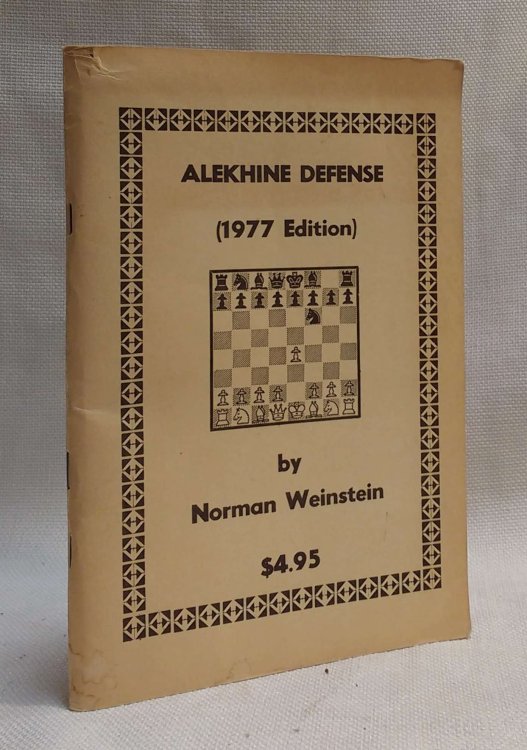 ALEKHINE DEFENSE
(1977 Edition)
by
Norman Weinstein
$4.95